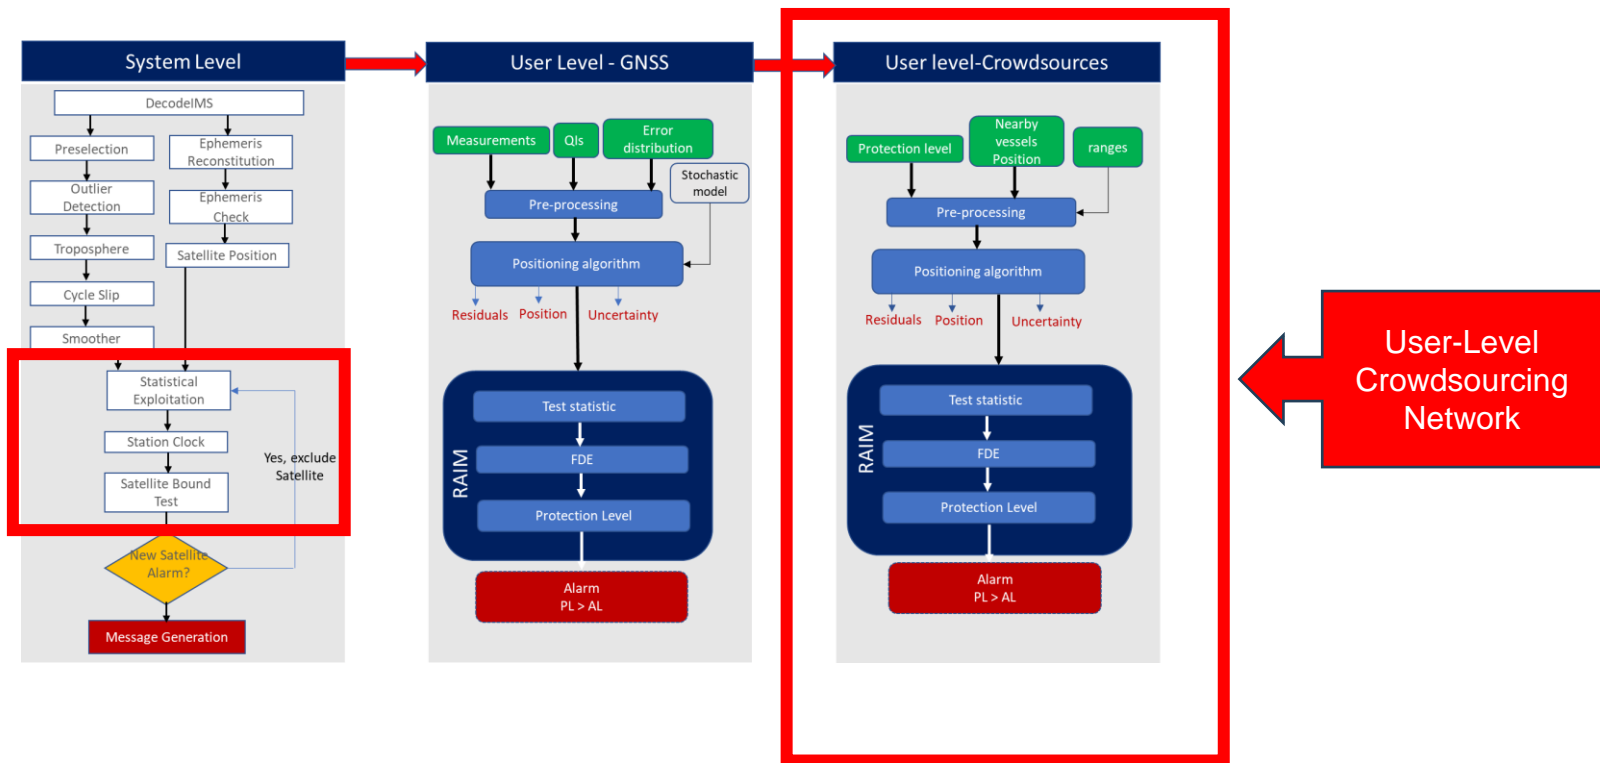 System Level
DecodeIMS
Preselection
Ephemeris
Reconstitution
Outlier
Detection
Ephemeris
Check
Troposphere
Satellite Position
Cycle Slip
Smoother
Statistical
Exploitation
Station Clock
Satellite Bound
Test
Yes, exclude
Satellite
New Satellite
Alarm?
Message Generation
User Level - GNSS
Measurements
QIs
Error
distribution
Stochastic
model
Pre-processing
Positioning algorithm
Residuals
Position
Uncertainty
RAIM
Test statistic
FDE
Protection Level
Alarm
PL > AL
User level-Crowdsources
Protection level
Nearby
vessels
Position
ranges
Pre-processing
Positioning algorithm
Residuals
Position
Uncertainty
RAIM
Test statistic
FDE
Protection Level
Alarm
PL > AL
User-Level
Crowdsourcing
Network